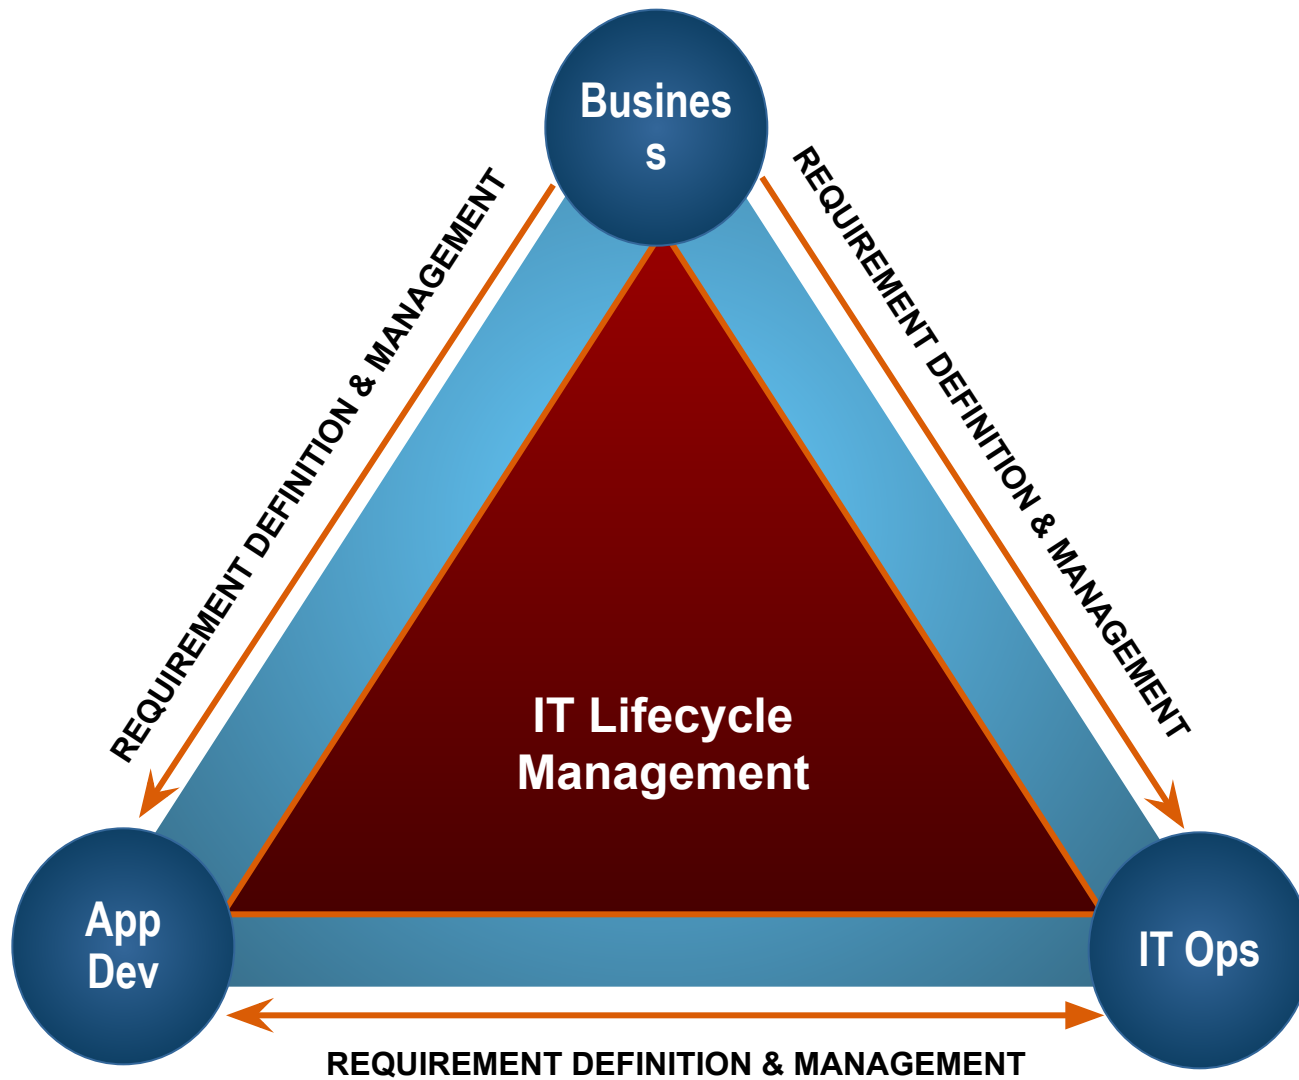 Busines
s
REQUIREMENT DEFINITION & MANAGEMENT
REQUIREMENT DEFINITION & MANAGEMENT
IT Lifecycle
Management
App
Dev
IT Ops
REQUIREMENT DEFINITION & MANAGEMENT